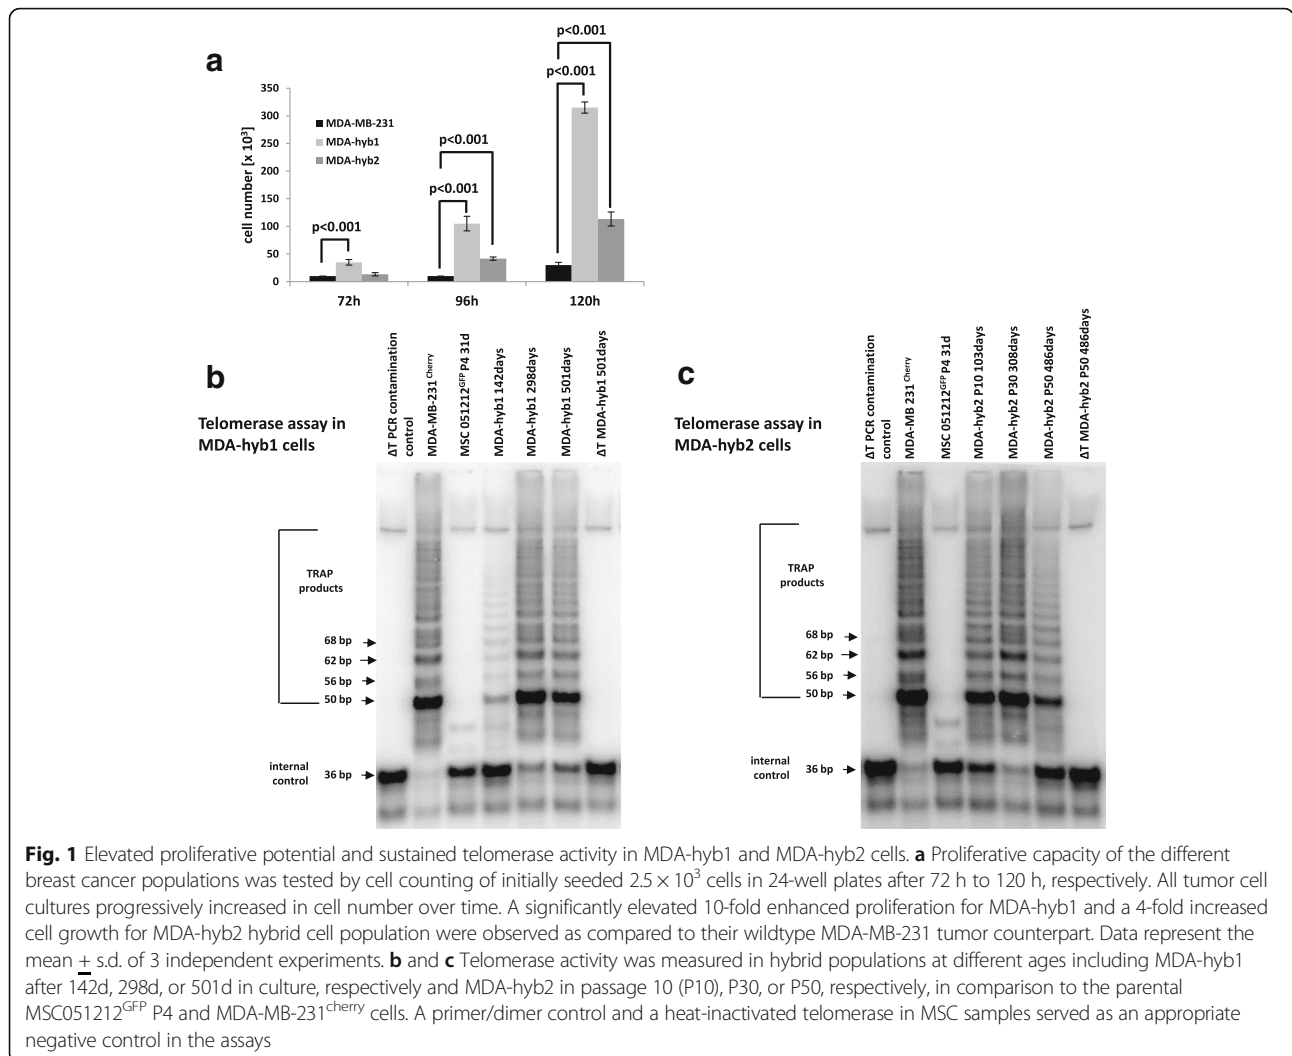 a
p<0.001
p<0.001
p<0.001
p<0.001
p<0.001
cell number [x 10³]
350
300
250
200
150
100
50
0
MDA-MB-231
MDA-hyb1
MDA-hyb2
72h
96h
120h
b
Telomerase assay in
MDA-hyb1 cells
ΔT PCR contamination
control
MDA-MB-231 Cherry
MSC 051212GFP P4 31d
MDA-hyb1 142days
MDA-hyb1 298days
MDA-hyb1 501days
ΔT MDA-hyb1 501days
TRAP
products
68 bp
62 bp
56 bp
50 bp
internal
control
36 bp
c
Telomerase assay in
MDA-hyb2 cells
ΔT PCR contamination
control
MDA-MB 231 Cherry
MSC 051212GFP P4 31d
MDA-hyb2 P10 103days
MDA-hyb2 P30 308days
MDA-hyb2 P50 486days
ΔT MDA-hyb2 P50 486days
TRAP
products
68 bp
62 bp
56 bp
50 bp
internal
control
36 bp
Fig. 1 Elevated proliferative potential and sustained telomerase activity in MDA-hyb1 and MDA-hyb2 cells. a Proliferative capacity of the different
breast cancer populations was tested by cell counting of initially seeded 2.5 × 10³ cells in 24-well plates after 72 h to 120 h, respectively. All tumor cell
cultures progressively increased in cell number over time. A significantly elevated 10-fold enhanced proliferation for MDA-hyb1 and a 4-fold increased
cell growth for MDA-hyb2 hybrid cell population were observed as compared to their wildtype MDA-MB-231 tumor counterpart. Data represent the
mean ± s.d. of 3 independent experiments. b and c Telomerase activity was measured in hybrid populations at different ages including MDA-hyb1
after 142d, 298d, or 501d in culture, respectively and MDA-hyb2 in passage 10 (P10), P30, or P50, respectively, in comparison to the parental
MSC051212GFP P4 and MDA-MB-231cherry cells. A primer/dimer control and a heat-inactivated telomerase in MSC samples served as an appropriate
negative control in the assays